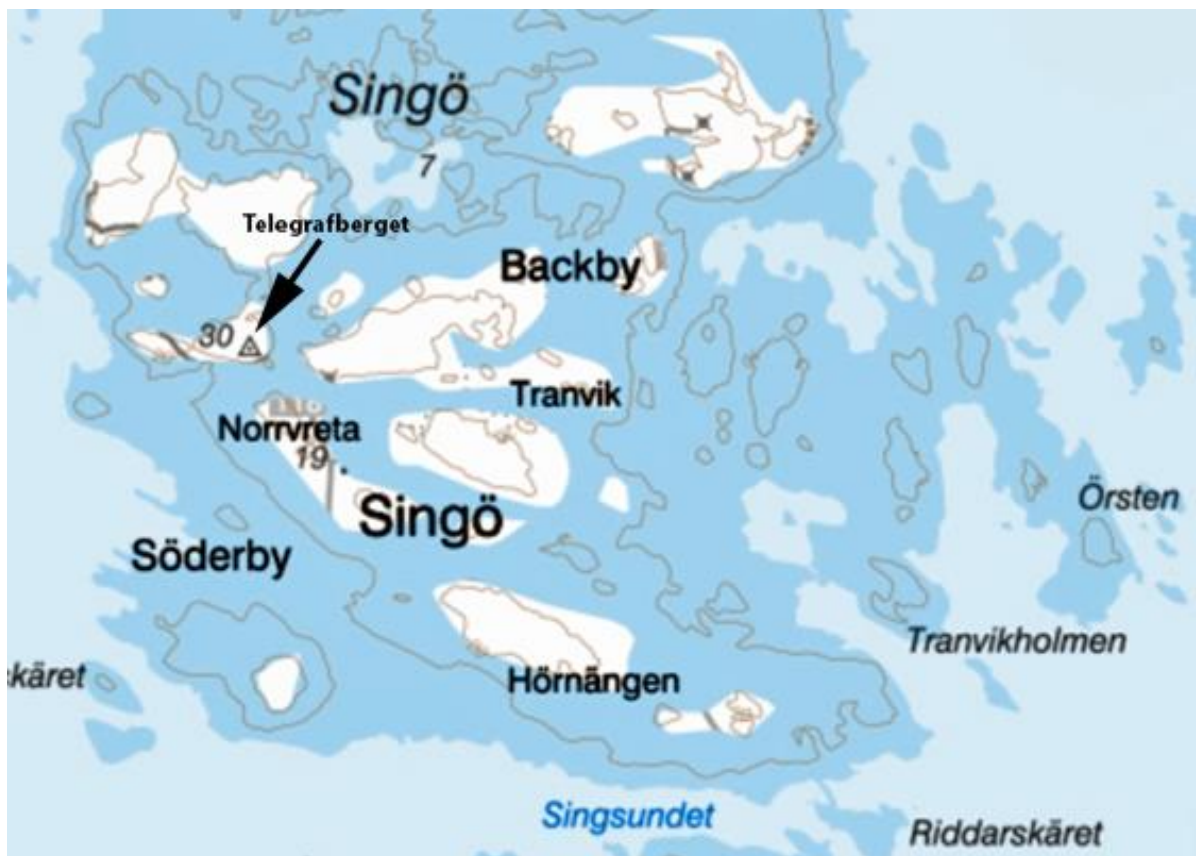 Singö
7
Telegrafberget
Backby
30
Tranvik
Norrvreta
19
Singö
Örsten
Söderby
Tranvikholmen
käret
Hörnängen
Singsundet
Riddarskäret